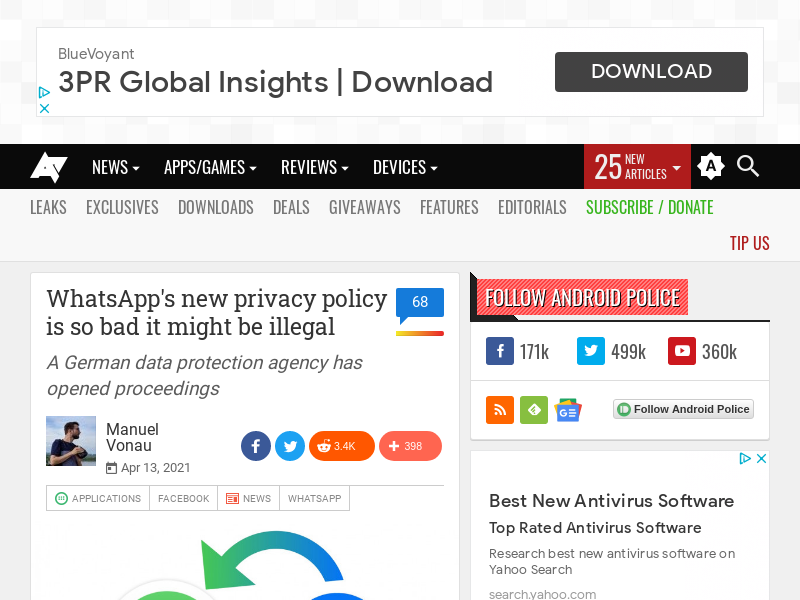 BlueVoyant
3PR Global Insights | Download
DOWNLOAD
NEWS
APPS/GAMES
REVIEWS
DEVICES
25 NEW ARTICLES
A
LEAKS
EXCLUSIVES
DOWNLOADS
DEALS
GIVEAWAYS
FEATURES
EDITORIALS
SUBSCRIBE / DONATE
TIP US
WhatsApp's new privacy policy
is so bad it might be illegal
68
A German data protection agency has
opened proceedings
Manuel
Vonau
Apr 13, 2021
3.4K
398
APPLICATIONS
FACEBOOK
NEWS
WHATSAPP
FOLLOW ANDROID POLICE
171k
499k
360k
Follow Android Police
Best New Antivirus Software
Top Rated Antivirus Software
Research best new antivirus software on
Yahoo Search
search.yahoo.com